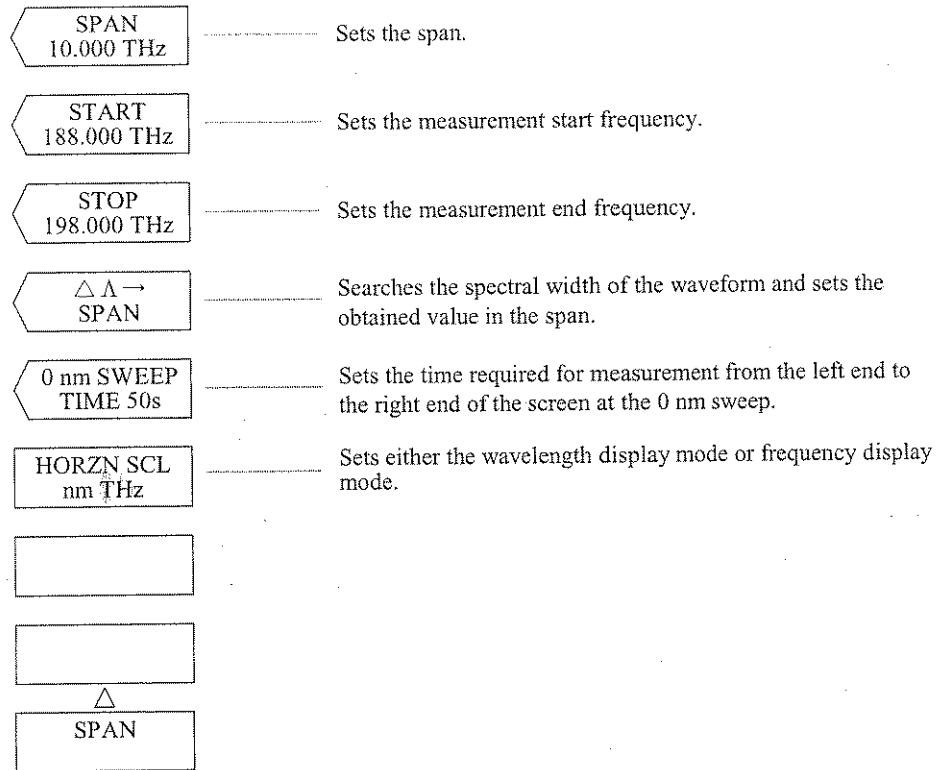 SPAN
10.000 THz
Sets the span.
START
188.000 THz
Sets the measurement start frequency.
STOP
198.000 THz
Sets the measurement end frequency.
△ Λ →
SPAN
Searches the spectral width of the waveform and sets the
obtained value in the span.
0 nm SWEEP
TIME 50s
Sets the time required for measurement from the left end to
the right end of the screen at the 0 nm sweep.
HORZN SCL
nm THz
Sets either the wavelength display mode or frequency display
mode.
△
SPAN